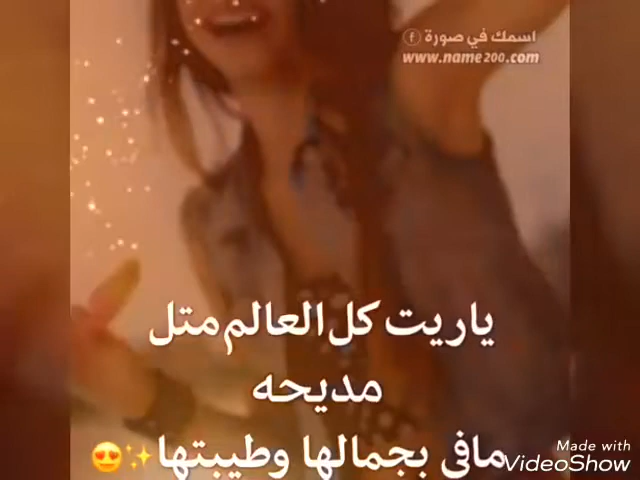 اسمك في صورة
www.name200.com
ياريت كل العالم متل
مديحه
مافي بجمالها وطيبتها✨😍
Made with
VideoShow